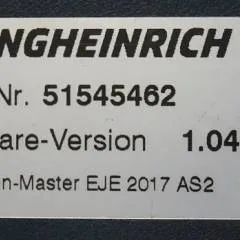 NGHEINRICH
Nr. 51545462
are-Version 1.04
n-Master EJE 2017 AS2